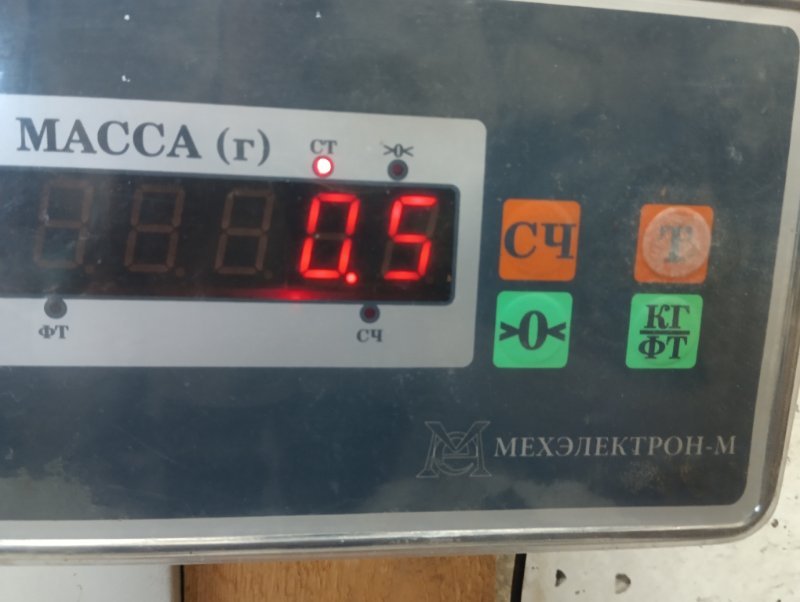 МАССА (г)
СТ
>0<
0.5
ФТ
СЧ
СЧ
Т
>0<
КГ
ФТ
МЕХЭЛЕКТРОН-М